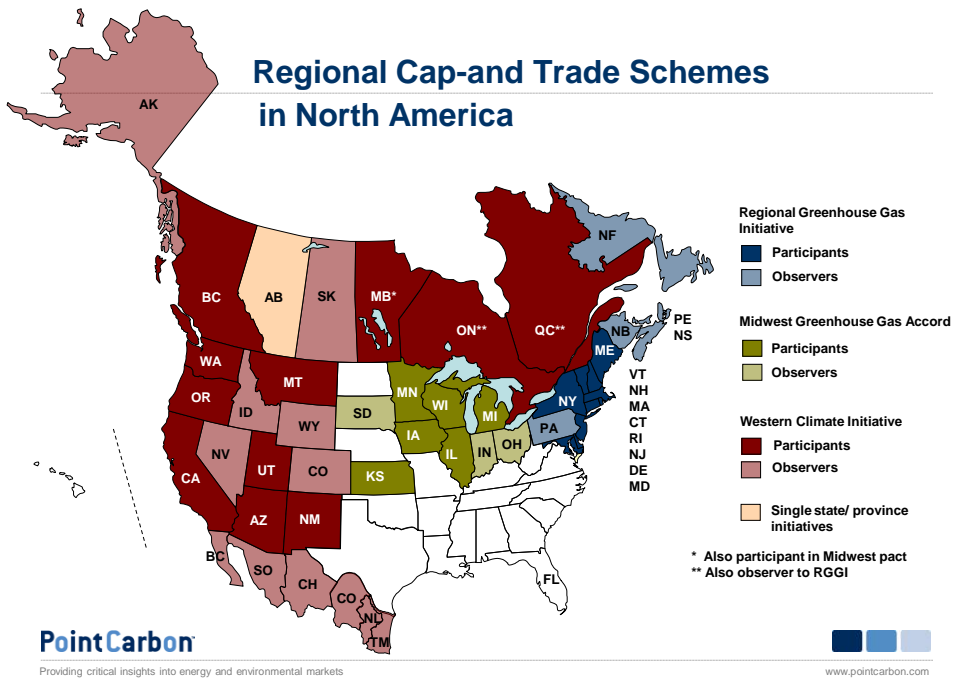 Regional Cap-and Trade Schemes
in North America
AK
NF
BC
AB
SK
MB*
ON**
QC**
NB
PE
NS
ME
WA
MT
OR
ID
WY
SD
MN
WI
MI
NY
PA
VT
NH
MA
CT
RI
NJ
DE
MD
IA
IL
IN
OH
NV
UT
CO
KS
CA
AZ
NM
BC
SO
CH
CO
NL
TM
FL
Regional Greenhouse Gas
Initiative
Participants
Observers
Midwest Greenhouse Gas Accord
Participants
Observers
Western Climate Initiative
Participants
Observers
Single state/ province
initiatives
* Also participant in Midwest pact
** Also observer to RGGI
PointCarbon
Providing critical insights into energy and environmental markets
www.pointcarbon.com